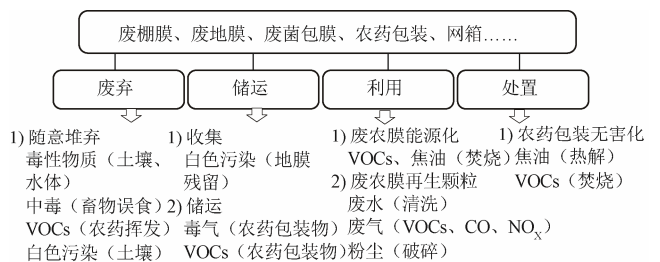 废棚膜、废地膜、废菌包膜、农药包装、网箱……
废弃
储运
利用
处置
1) 随意堆弃
毒性物质（土壤、
水体）
中毒（畜物误食）
VOCs（农药挥发）
白色污染（土壤）
1) 收集
白色污染（地膜
残留）
2) 储运
毒气（农药包装物）
VOCs（农药包装物）
1) 废农膜能源化
VOCs、焦油（焚烧）
2) 废农膜再生颗粒
废水（清洗）
废气（VOCs、CO、NOX）
粉尘（破碎）
1) 农药包装无害化
焦油（热解）
VOCs（焚烧）